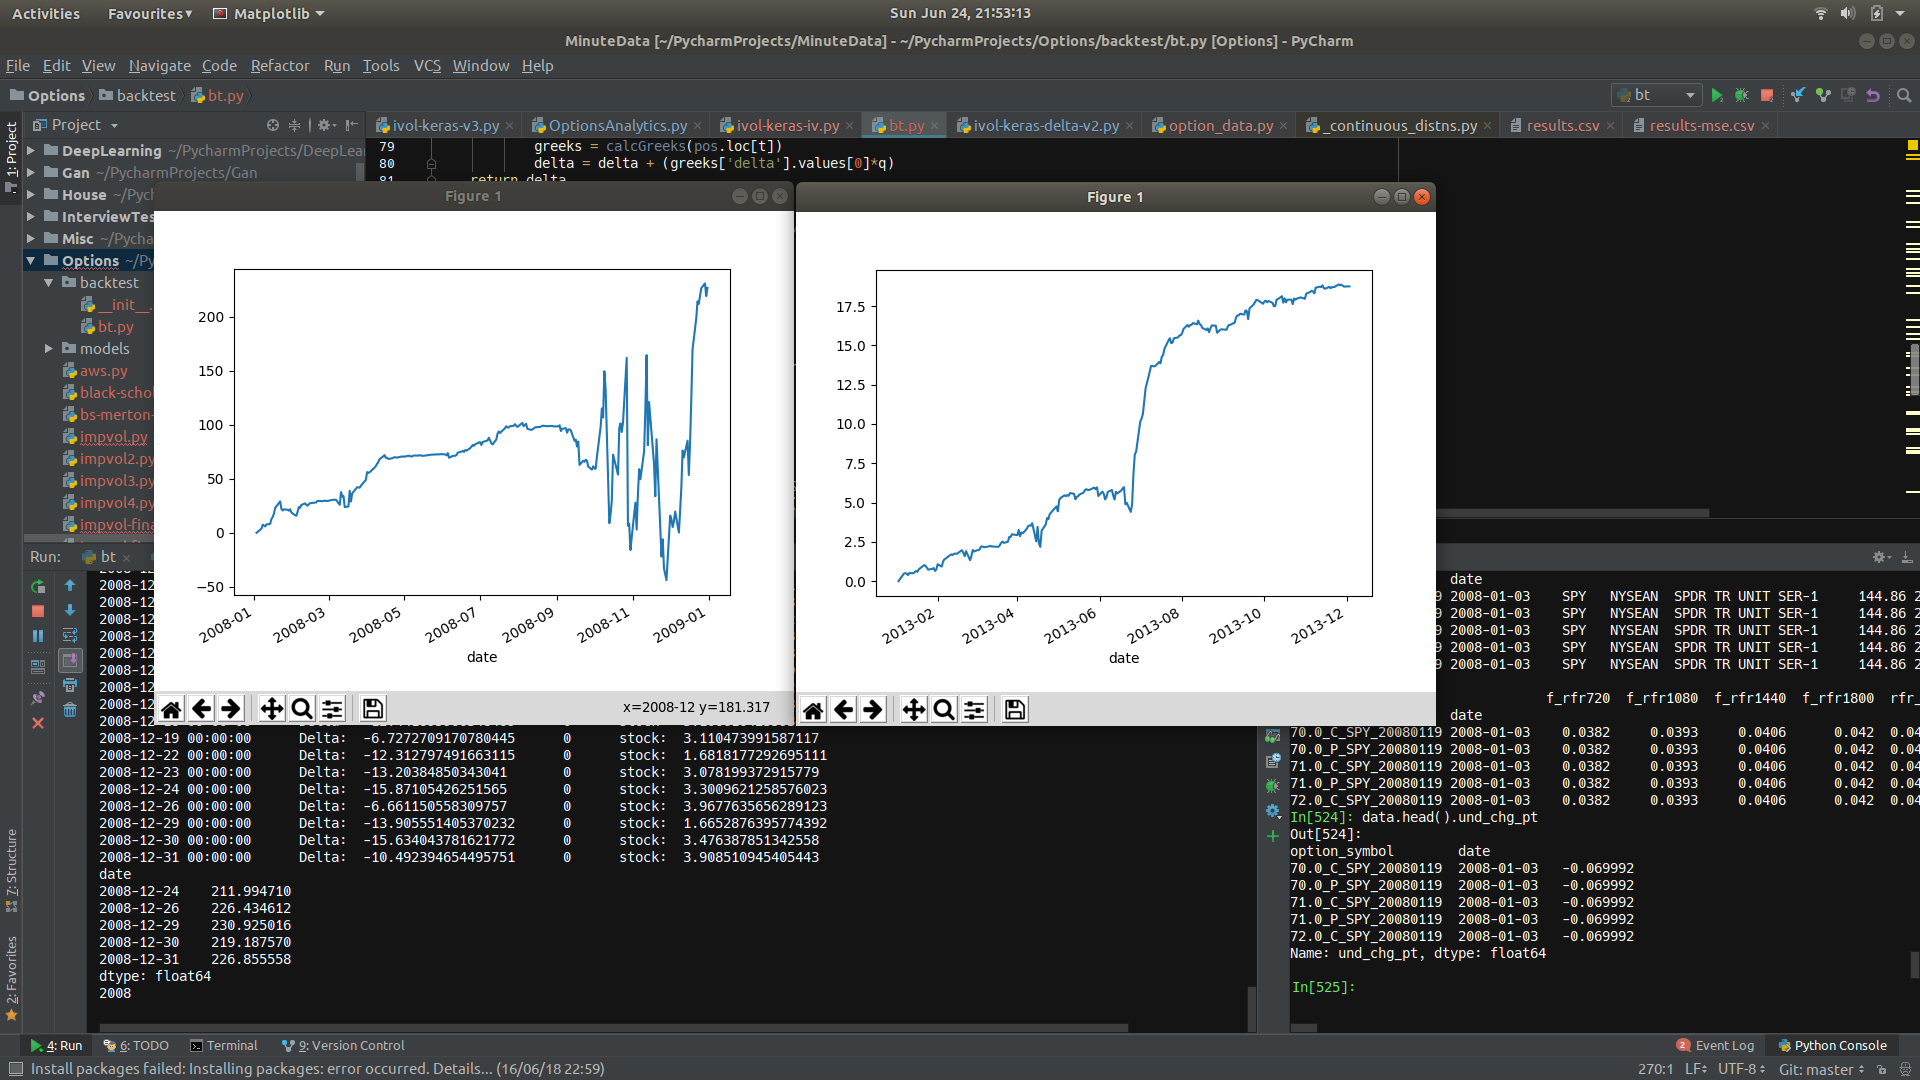 Activities Favourites▾ Matplotlib ▾ Sun Jun 24, 21:53:13
MinuteData [~/PycharmProjects/MinuteData] - ~/PycharmProjects/Options/backtest/bt.py [Options] - PyCharm
File Edit View Navigate Code Refactor Run Tools VCS Window Help
Options backtest bt.py bt
1: Project
Project ivol-keras-v3.py OptionsAnalytics.py ivol-keras-iv.py bt.py ivol-keras-delta-v2.py option_data.py _continuous_distns.py results.csv results-mse.csv
DeepLearning ~/PycharmProjects/DeepLear
Gan ~/PycharmProjects/Gan
House ~/Pych
InterviewTes
Misc ~/Pycha
Options ~/Py
backtest
__init__.
bt.py
models
aws.py
black-schol
bs-merton-
impvol.py
impvol2.py
impvol3.py
impvol4.py
impvol-fina
79 greeks = calcGreeks(pos.loc[t])
80 delta = delta + (greeks['delta'].values[0]*q)
81 return delta
Figure 1
200
150
100
50
0
−50
2008-01 2008-03 2008-05 2008-07 2008-09 2008-11 2009-01
date
x=2008-12 y=181.317
Figure 1
17.5
15.0
12.5
10.0
7.5
5.0
2.5
0.0
2013-02 2013-04 2013-06 2013-08 2013-10 2013-12
date
Run: bt
2008-12
2008-12
2008-12
2008-12
2008-12
2008-12
2008-12
2008-12
2008-12
2008-12-19 00:00:00 Delta: -6.7272709170780445 0 stock: 3.110473991587117
2008-12-22 00:00:00 Delta: -12.312797491663115 0 stock: 1.6818177292695111
2008-12-23 00:00:00 Delta: -13.20384850343041 0 stock: 3.078199372915779
2008-12-24 00:00:00 Delta: -15.87105426251565 0 stock: 3.3009621258576023
2008-12-26 00:00:00 Delta: -6.661150558309757 0 stock: 3.9677635656289123
2008-12-29 00:00:00 Delta: -13.905551405370232 0 stock: 1.6652876395774392
2008-12-30 00:00:00 Delta: -15.634043781621772 0 stock: 3.476387851342558
2008-12-31 00:00:00 Delta: -10.492394654495751 0 stock: 3.908510945405443
date
2008-12-24 211.994710
2008-12-26 226.434612
2008-12-29 230.925016
2008-12-30 219.187570
2008-12-31 226.855558
dtype: float64
2008
date
9 2008-01-03 SPY NYSEAN SPDR TR UNIT SER-1 144.86 2
9 2008-01-03 SPY NYSEAN SPDR TR UNIT SER-1 144.86
9 2008-01-03 SPY NYSEAN SPDR TR UNIT SER-1 144.86
9 2008-01-03 SPY NYSEAN SPDR TR UNIT SER-1 144.86
9 2008-01-03 SPY NYSEAN SPDR TR UNIT SER-1 144.86 2
f_rfr720 f_rfr1080 f_rfr1440 f_rfr1800 rfr_
date
70.0_C_SPY_20080119 2008-01-03 0.0382 0.0393 0.0406 0.042 0.04
70.0_P_SPY_20080119 2008-01-03 0.0382 0.0393 0.0406 0.042 0.04
71.0_C_SPY_20080119 2008-01-03 0.0382 0.0393 0.0406 0.042 0.04
71.0_P_SPY_20080119 2008-01-03 0.0382 0.0393 0.0406 0.042 0.04
72.0_C_SPY_20080119 2008-01-03 0.0382 0.0393 0.0406 0.042 0.04
In[524]: data.head().und_chg_pt
Out[524]:
option_symbol date
70.0_C_SPY_20080119 2008-01-03 -0.069992
70.0_P_SPY_20080119 2008-01-03 -0.069992
71.0_C_SPY_20080119 2008-01-03 -0.069992
71.0_P_SPY_20080119 2008-01-03 -0.069992
72.0_C_SPY_20080119 2008-01-03 -0.069992
Name: und_chg_pt, dtype: float64
In[525]:
7: Structure
2: Favorites
4: Run 6: TODO Terminal 9: Version Control 2 Event Log Python Console
Install packages failed: Installing packages: error occurred. Details... (16/06/18 22:59) 270:1 LF UTF-8 Git: master